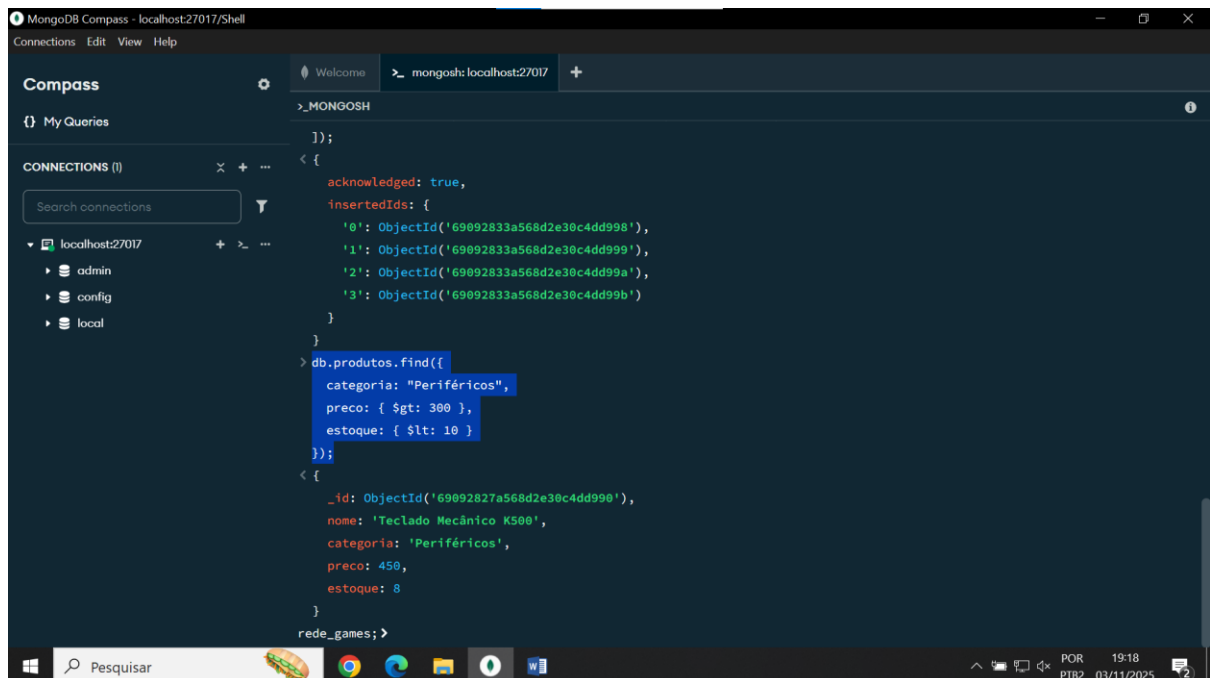 MongoDB Compass - localhost:27017/Shell
Connections Edit View Help
Compass
{} My Queries
CONNECTIONS (1)
Search connections
localhost:27017
admin
config
local
Welcome
>_ mongosh: localhost:27017
>_MONGOSH
]);
< {
acknowledged: true,
insertedIds: {
'0': ObjectId('69092833a568d2e30c4dd998'),
'1': ObjectId('69092833a568d2e30c4dd999'),
'2': ObjectId('69092833a568d2e30c4dd99a'),
'3': ObjectId('69092833a568d2e30c4dd99b')
}
}
> db.produtos.find({
categoria: "Periféricos",
preco: { $gt: 300 },
estoque: { $lt: 10 }
});
< {
_id: ObjectId('69092827a568d2e30c4dd990'),
nome: 'Teclado Mecânico K500',
categoria: 'Periféricos',
preco: 450,
estoque: 8
}
rede_games;>
Pesquisar
POR
PTB2
19:18
03/11/2025
2